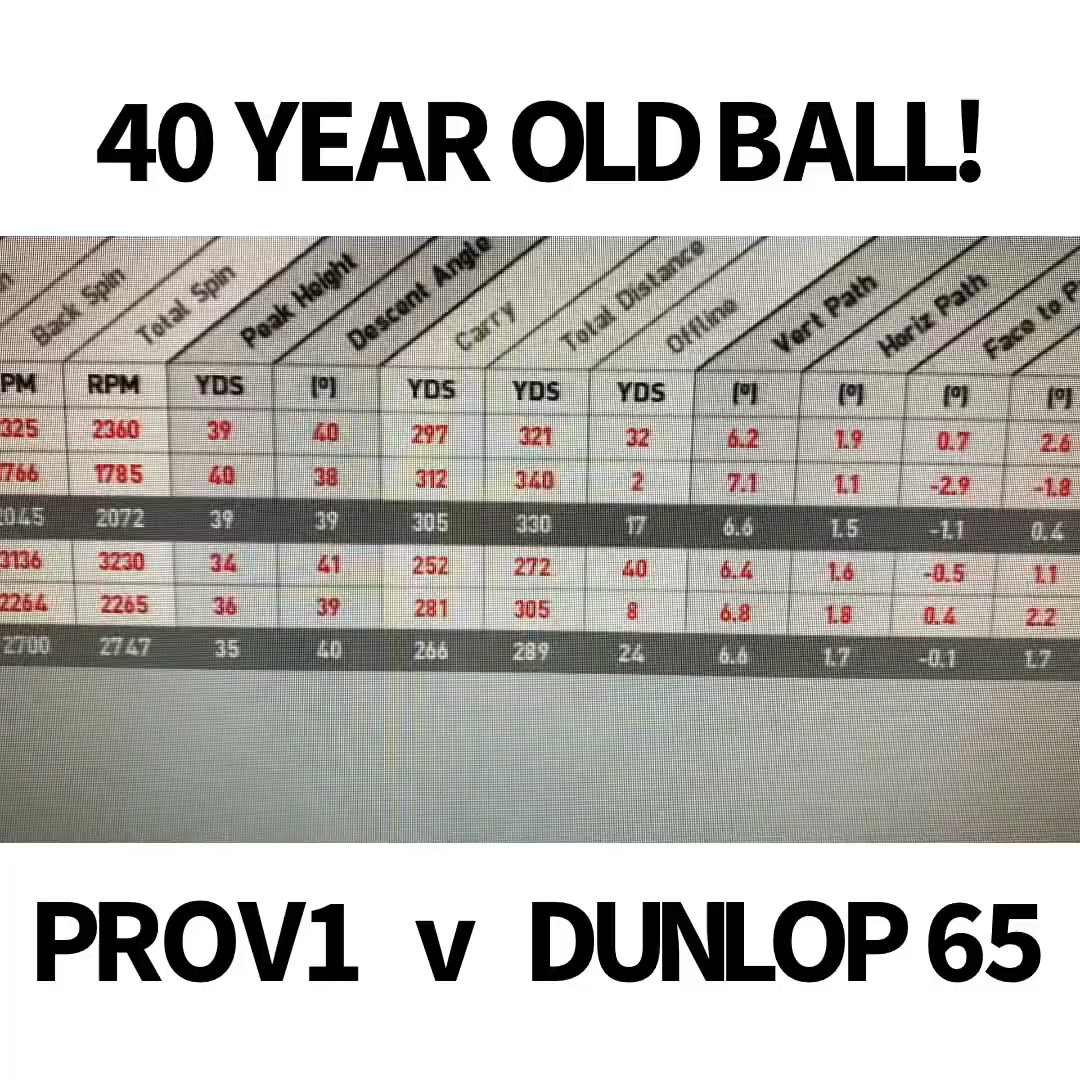 40 YEAR OLD BALL!
Back Spin Total Spin Peak Height Descent Angle Carry Total Distance Offline Vert Path Horiz Path Face to P
PM RPM YDS [°] YDS YDS YDS [°] [°] [°] [°]
325 2360 39 40 297 321 32 6.2 1.9 0.7 2.6
1766 1785 40 38 312 340 2 7.1 1.1 -2.9 -1.8
2045 2072 39 39 305 330 17 6.6 1.5 -1.1 0.4
3136 3230 34 41 252 272 40 6.4 1.6 -0.5 1.1
2264 2265 36 39 281 305 8 6.8 1.8 0.4 2.2
2700 2747 35 40 266 289 24 6.6 1.7 -0.1 1.7
PROV1 v DUNLOP 65